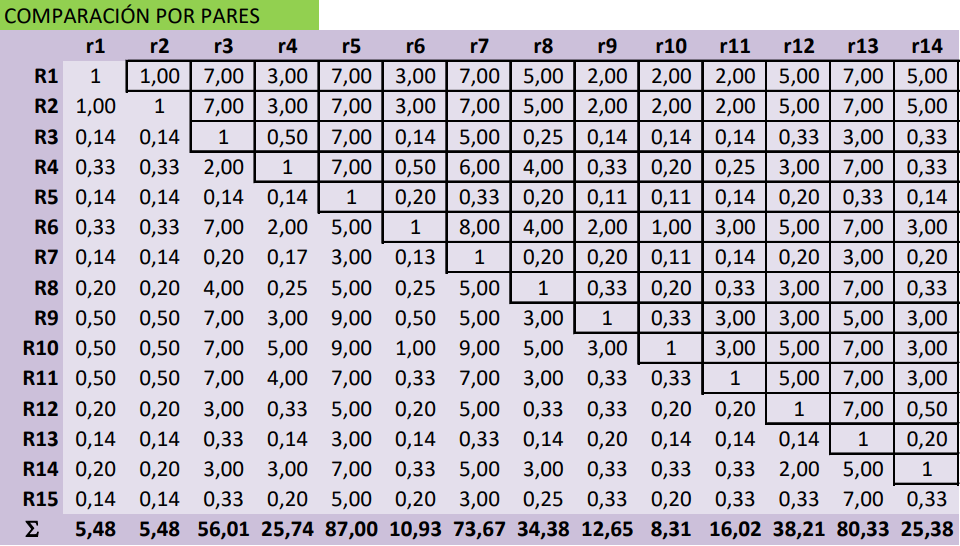 COMPARACIÓN POR PARES
r1 r2 r3 r4 r5 r6 r7 r8 r9 r10 r11 r12 r13 r14
R1 1 1,00 7,00 3,00 7,00 3,00 7,00 5,00 2,00 2,00 2,00 5,00 7,00 5,00
R2 1,00 1 7,00 3,00 7,00 3,00 7,00 5,00 2,00 2,00 2,00 5,00 7,00 5,00
R3 0,14 0,14 1 0,50 7,00 0,14 5,00 0,25 0,14 0,14 0,14 0,33 3,00 0,33
R4 0,33 0,33 2,00 1 7,00 0,50 6,00 4,00 0,33 0,20 0,25 3,00 7,00 0,33
R5 0,14 0,14 0,14 0,14 1 0,20 0,33 0,20 0,11 0,11 0,14 0,20 0,33 0,14
R6 0,33 0,33 7,00 2,00 5,00 1 8,00 4,00 2,00 1,00 3,00 5,00 7,00 3,00
R7 0,14 0,14 0,20 0,17 3,00 0,13 1 0,20 0,20 0,11 0,14 0,20 3,00 0,20
R8 0,20 0,20 4,00 0,25 5,00 0,25 5,00 1 0,33 0,20 0,33 3,00 7,00 0,33
R9 0,50 0,50 7,00 3,00 9,00 0,50 5,00 3,00 1 0,33 3,00 3,00 5,00 3,00
R10 0,50 0,50 7,00 5,00 9,00 1,00 9,00 5,00 3,00 1 3,00 5,00 7,00 3,00
R11 0,50 0,50 7,00 4,00 7,00 0,33 7,00 3,00 0,33 0,33 1 5,00 7,00 3,00
R12 0,20 0,20 3,00 0,33 5,00 0,20 5,00 0,33 0,33 0,20 0,20 1 7,00 0,50
R13 0,14 0,14 0,33 0,14 3,00 0,14 0,33 0,14 0,20 0,14 0,14 0,14 1 0,20
R14 0,20 0,20 3,00 3,00 7,00 0,33 5,00 3,00 0,33 0,33 0,33 2,00 5,00 1
R15 0,14 0,14 0,33 0,20 5,00 0,20 3,00 0,25 0,33 0,20 0,33 0,33 7,00 0,33
Σ 5,48 5,48 56,01 25,74 87,00 10,93 73,67 34,38 12,65 8,31 16,02 38,21 80,33 25,38